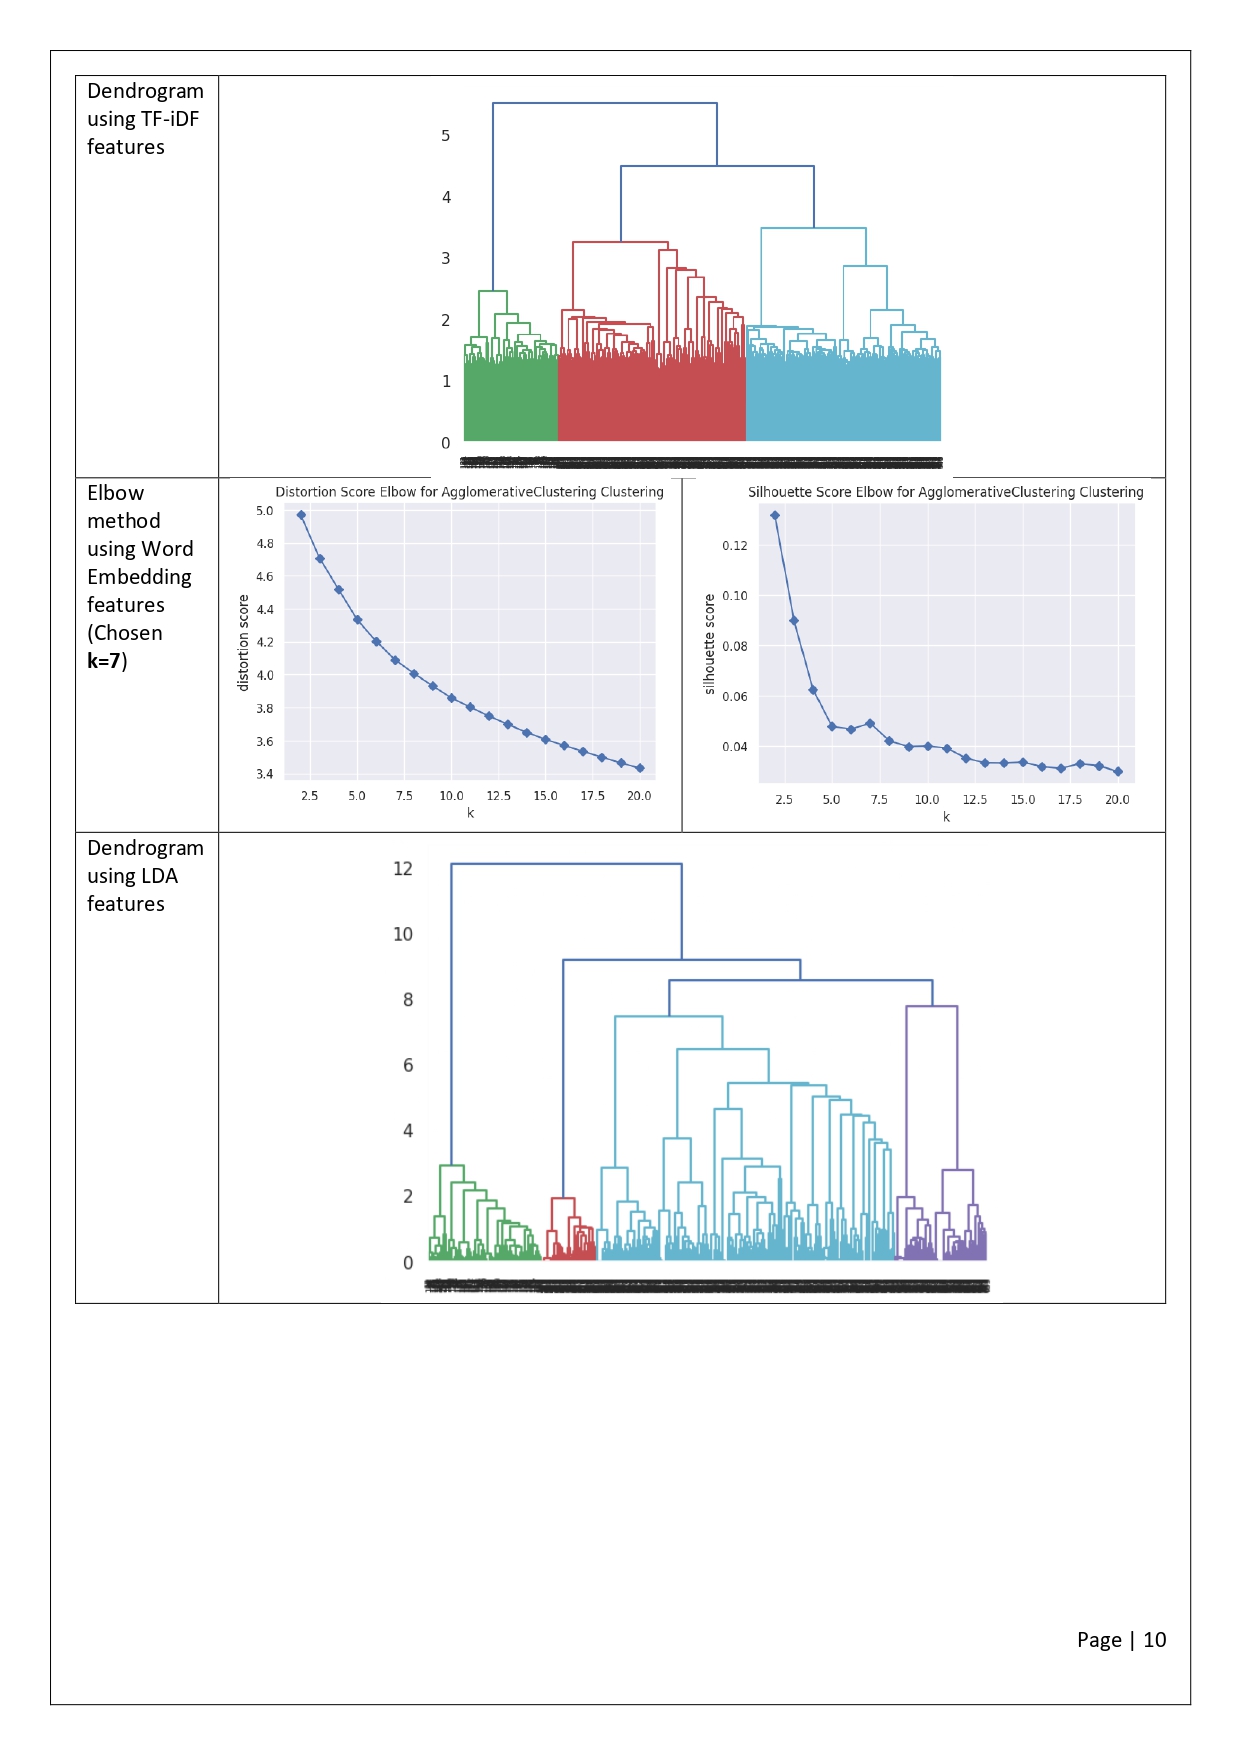 Dendrogram
using TF-iDF
features
5
4
3
2
1
0
Elbow
method
using Word
Embedding
features
(Chosen
k=7)
Distortion Score Elbow for AgglomerativeClustering Clustering
distortion score
5.0
4.8
4.6
4.4
4.2
4.0
3.8
3.6
3.4
2.5 5.0 7.5 10.0 12.5 15.0 17.5 20.0
k
Silhouette Score Elbow for AgglomerativeClustering Clustering
silhouette score
0.12
0.10
0.08
0.06
0.04
2.5 5.0 7.5 10.0 12.5 15.0 17.5 20.0
k
Dendrogram
using LDA
features
12
10
8
6
4
2
0
Page | 10